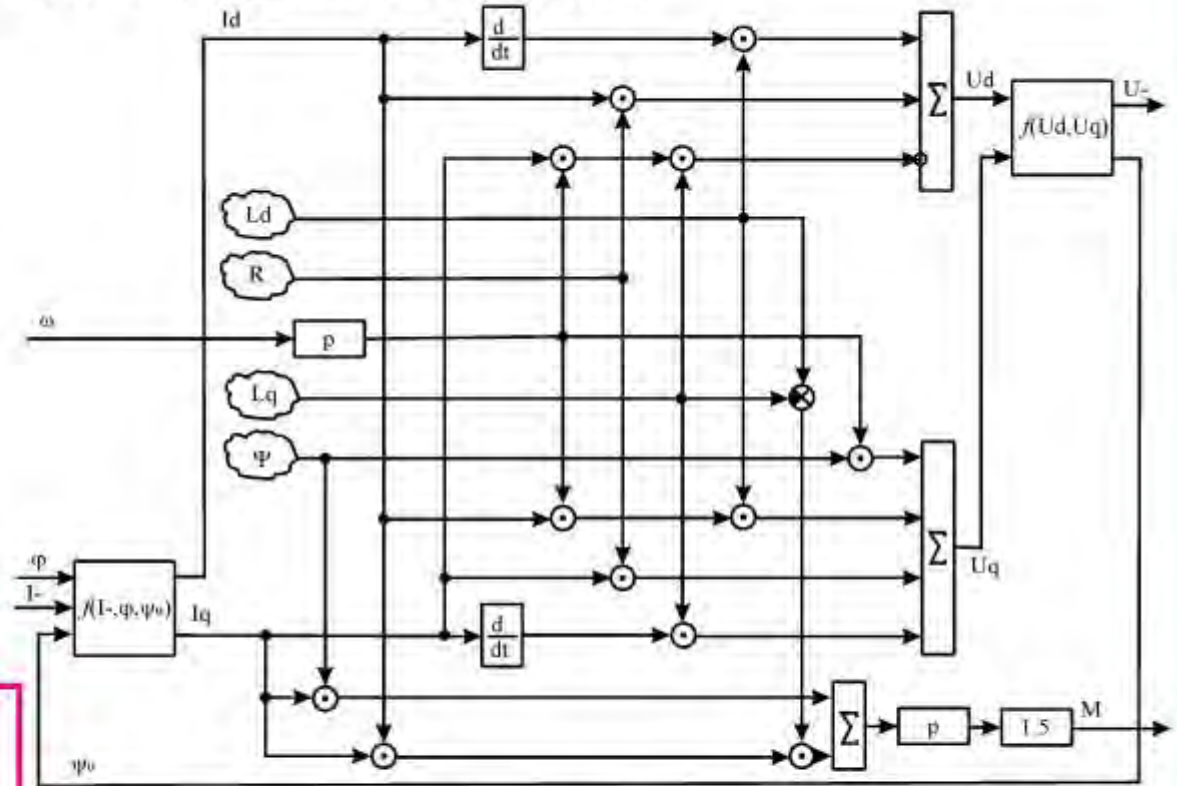 Id
d
dt
Ud
U~
Σ
f(Ud,Uq)
Ld
R
ω
p
Lq
Ψ
Σ
Uq
φ
I~
f(I~,φ,ψ₀)
Iq
d
dt
Σ
p
1.5
M
ψ₀